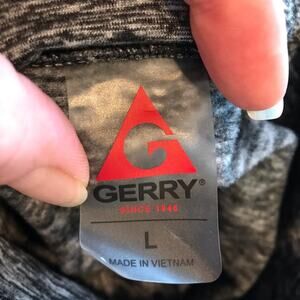 G
GERRY®
SINCE 1946
L
MADE IN VIETNAM